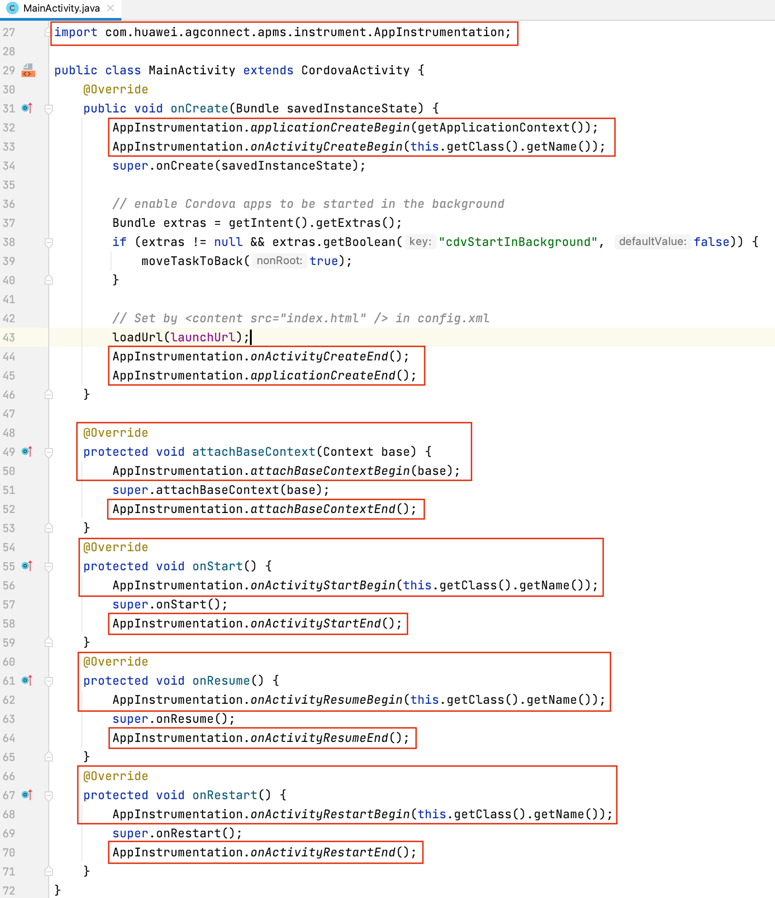 MainActivity.java
27 import com.huawei.agconnect.apms.instrument.AppInstrumentation;
28
29 public class MainActivity extends CordovaActivity {
30 @Override
31 public void onCreate(Bundle savedInstanceState) {
32 AppInstrumentation.applicationCreateBegin(getApplicationContext());
33 AppInstrumentation.onActivityCreateBegin(this.getClass().getName());
34 super.onCreate(savedInstanceState);
35
36 // enable Cordova apps to be started in the background
37 Bundle extras = getIntent().getExtras();
38 if (extras != null && extras.getBoolean( key: "cdvStartInBackground", defaultValue: false)) {
39 moveTaskToBack( nonRoot: true);
40 }
41
42 // Set by <content src="index.html" /> in config.xml
43 loadUrl(launchUrl);
44 AppInstrumentation.onActivityCreateEnd();
45 AppInstrumentation.applicationCreateEnd();
46 }
47
48 @Override
49 protected void attachBaseContext(Context base) {
50 AppInstrumentation.attachBaseContextBegin(base);
51 super.attachBaseContext(base);
52 AppInstrumentation.attachBaseContextEnd();
53 }
54 @Override
55 protected void onStart() {
56 AppInstrumentation.onActivityStartBegin(this.getClass().getName());
57 super.onStart();
58 AppInstrumentation.onActivityStartEnd();
59 }
60 @Override
61 protected void onResume() {
62 AppInstrumentation.onActivityResumeBegin(this.getClass().getName());
63 super.onResume();
64 AppInstrumentation.onActivityResumeEnd();
65 }
66 @Override
67 protected void onRestart() {
68 AppInstrumentation.onActivityRestartBegin(this.getClass().getName());
69 super.onRestart();
70 AppInstrumentation.onActivityRestartEnd();
71 }
72 }